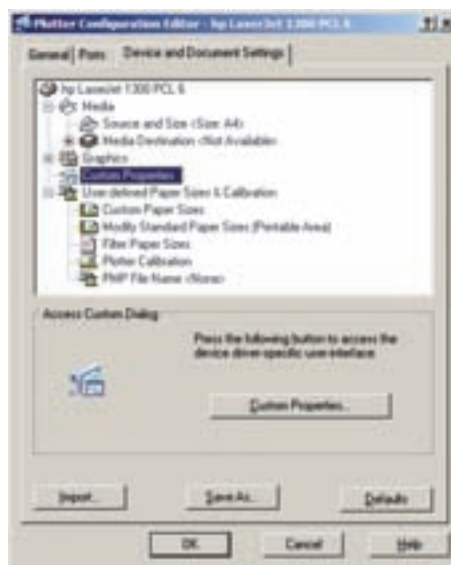 Plotter Configuration Editor - hp LaserJet 1300 PCL 6
General Ports Device and Document Settings
hp LaserJet 1300 PCL 6
Media
Source and Size <Size: A4>
Media Destination <Not Available>
Graphics
Custom Properties
User-defined Paper Sizes & Calibration
Custom Paper Sizes
Modify Standard Paper Sizes (Printable Area)
Filter Paper Sizes
Plotter Calibration
PMP File Name <None>
Access Custom Dialog
Press the following button to access the
device driver-specific user interface.
Custom Properties...
Import... Save As... Defaults
OK Cancel Help